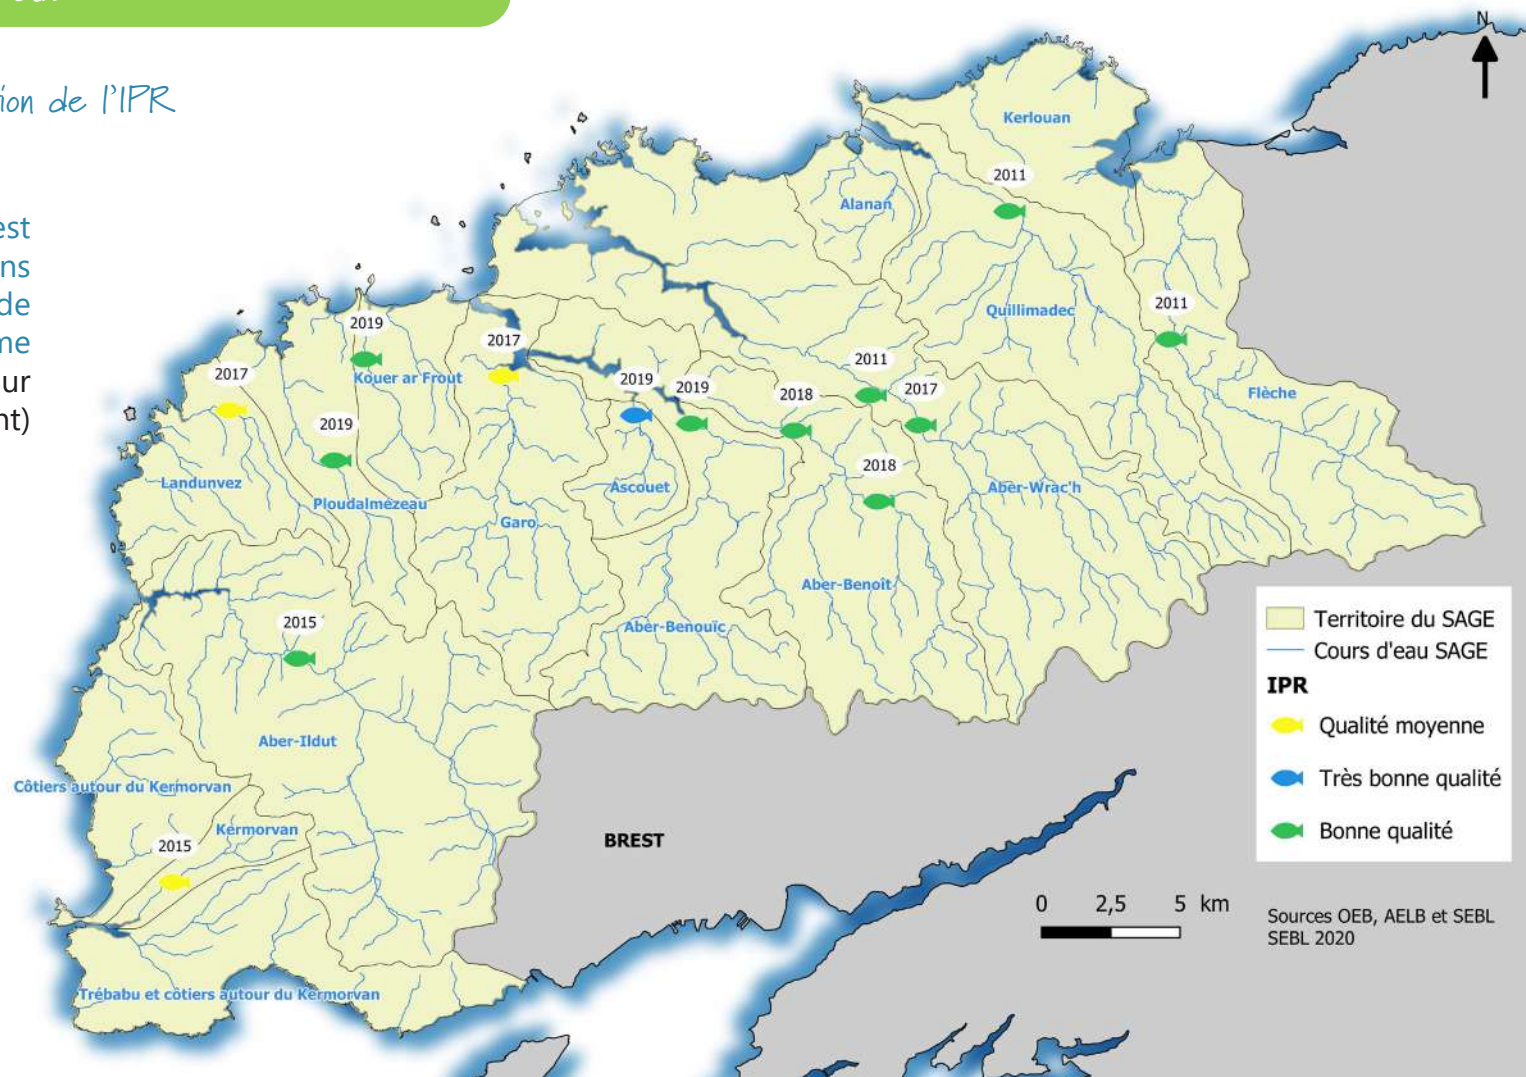 tion de l'IPR
est
ns
de
me
ur
nt)
N
Kerlouan
2011
Alanan
Quillimadec
2011
2019
Kouer ar Frout
2017
2017
2019
2019
2018
2011
2017
Flèche
2019
Landunvez
Ploudalmézeau
Garo
Ascouet
2018
Aber-Wrac'h
Aber-Benoît
Aber-Benouïc
2015
Aber-Ildut
Côtiers autour du Kermorvan
Kermorvan
2015
Trébabu et côtiers autour du Kermorvan
BREST
Territoire du SAGE
Cours d'eau SAGE
IPR
Qualité moyenne
Très bonne qualité
Bonne qualité
0 2,5 5 km
Sources OEB, AELB et SEBL
SEBL 2020